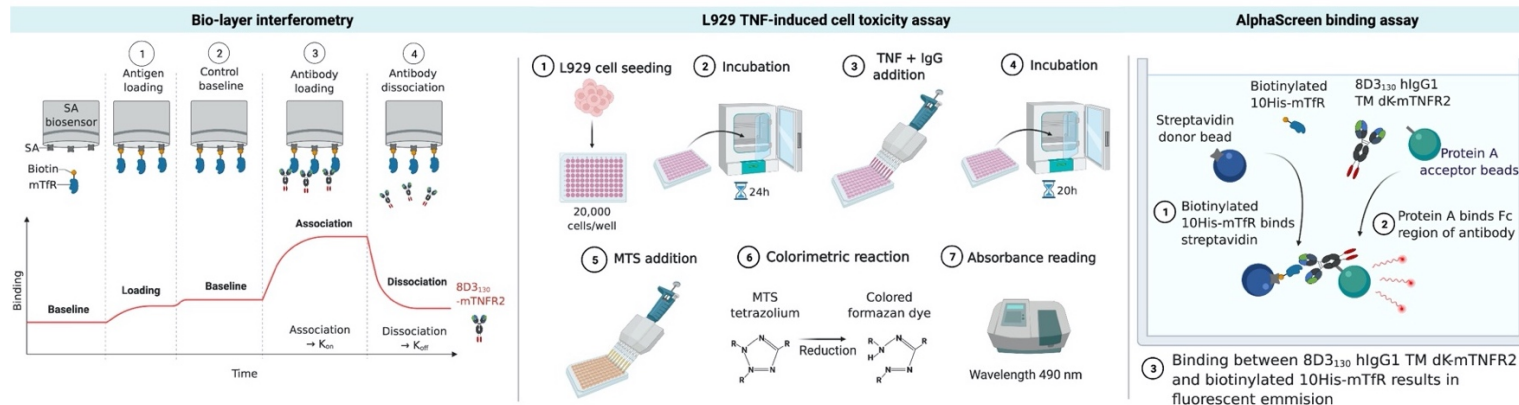 Bio-layer interferometry
1
Antigen
loading
2
Control
baseline
3
Antibody
loading
4
Antibody
dissociation
SA
biosensor
SA
Biotin
mTfR
Binding
Baseline
Loading
Baseline
Association
Dissociation
8D3₁₃₀
-mTNFR2
Association
→ Kon
Dissociation
→ Koff
Time
L929 TNF-induced cell toxicity assay
1 L929 cell seeding
20,000
cells/well
2 Incubation
24h
3 TNF + IgG
addition
4 Incubation
20h
5 MTS addition
6 Colorimetric reaction
MTS
tetrazolium
Colored
formazan dye
R
N
N
R
N
N
R
Reduction
R
N
H
N
R
N
N
R
7 Absorbance reading
Wavelength 490 nm
AlphaScreen binding assay
Biotinylated
10His-mTfR
8D3₁₃₀ hIgG1
TM dK-mTNFR2
Streptavidin
donor bead
Protein A
acceptor beads
1 Biotinylated
10His-mTfR binds
streptavidin
2 Protein A binds Fc
region of antibody
3 Binding between 8D3₁₃₀ hIgG1 TM dK-mTNFR2
and biotinylated 10His-mTfR results in
fluorescent emmision